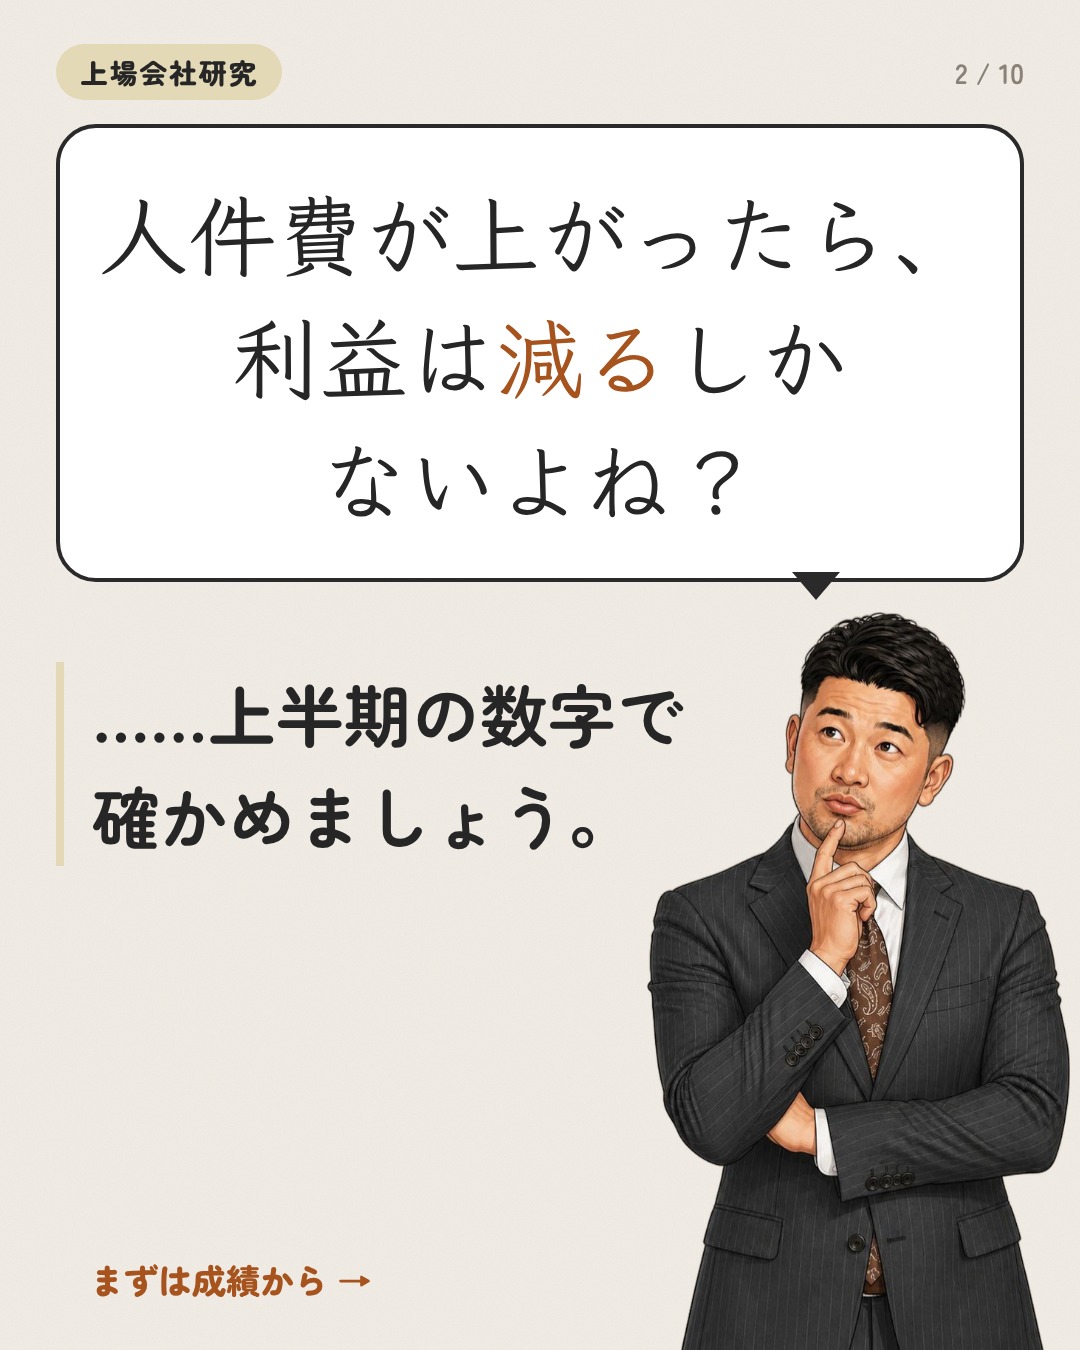 上場会社研究
2 / 10
人件費が上がったら、
利益は減るしか
ないよね？
……上半期の数字で
確かめましょう。
まずは成績から →